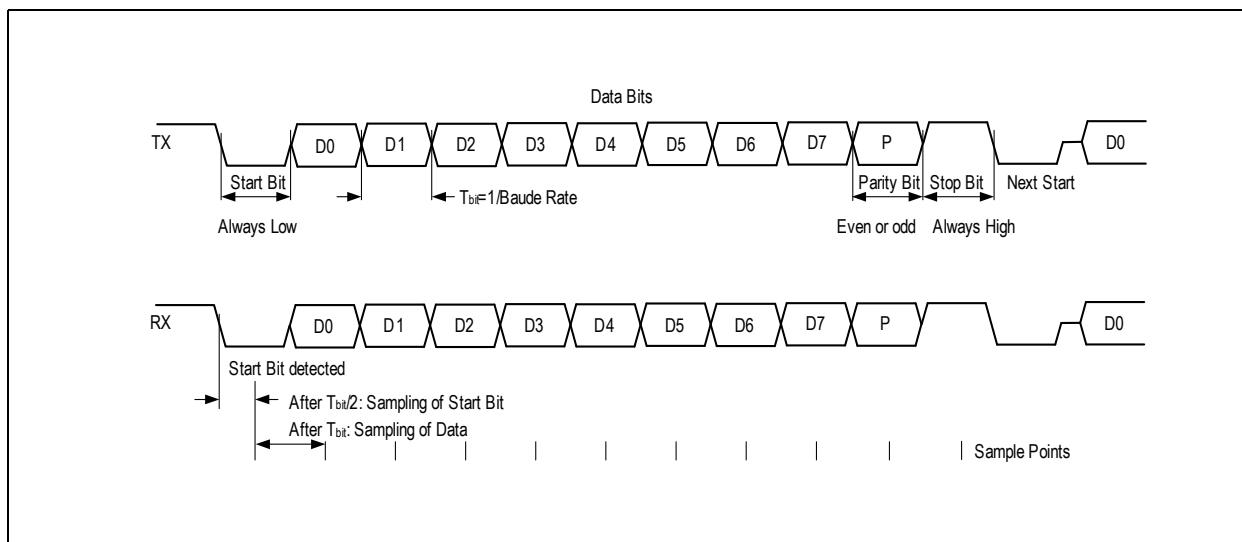 Data Bits
TX D0 D1 D2 D3 D4 D5 D6 D7 P D0
Start Bit Parity Bit Stop Bit Next Start
Tbit=1/Baude Rate
Always Low Even or odd Always High
RX D0 D1 D2 D3 D4 D5 D6 D7 P D0
Start Bit detected
After Tbit/2: Sampling of Start Bit
After Tbit: Sampling of Data
Sample Points